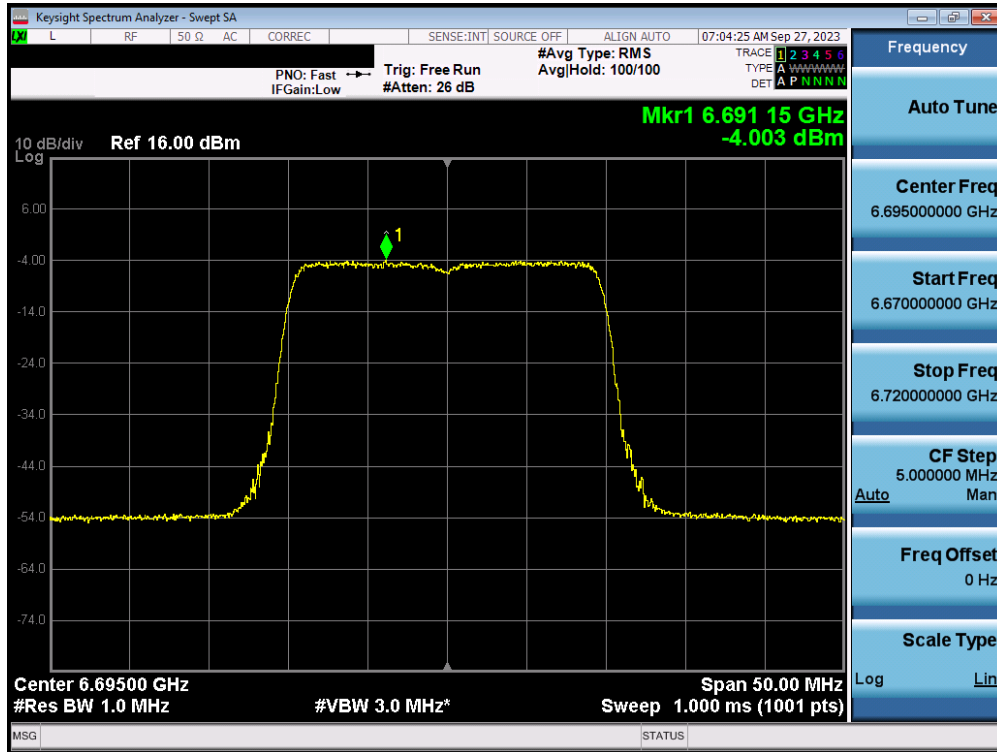 Keysight Spectrum Analyzer - Swept SA
LXI L RF 50 Ω AC CORREC SENSE:INT SOURCE OFF ALIGN AUTO 07:04:25 AM Sep 27, 2023
PNO: Fast
IFGain:Low
Trig: Free Run
#Atten: 26 dB
#Avg Type: RMS
Avg|Hold: 100/100
TRACE 1 2 3 4 5 6
TYPE A WWWWW
DET A P N N N N
Mkr1 6.691 15 GHz
-4.003 dBm
10 dB/div Ref 16.00 dBm
Log
1
6.00
-4.00
-14.0
-24.0
-34.0
-44.0
-54.0
-64.0
-74.0
Center 6.69500 GHz Span 50.00 MHz
#Res BW 1.0 MHz #VBW 3.0 MHz* Sweep 1.000 ms (1001 pts)
MSG STATUS
Frequency
Auto Tune
Center Freq
6.695000000 GHz
Start Freq
6.670000000 GHz
Stop Freq
6.720000000 GHz
CF Step
5.000000 MHz
Auto Man
Freq Offset
0 Hz
Scale Type
Log Lin